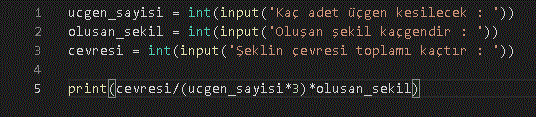 1 ucgen_sayisi = int(input('Kaç adet üçgen kesilecek : '))
2 olusan_sekil = int(input('Oluşan şekil kaçgendir : '))
3 cevresi = int(input('Şeklin çevresi toplamı kaçtır : '))
4
5 print(cevresi/(ucgen_sayisi*3)*olusan_sekil)